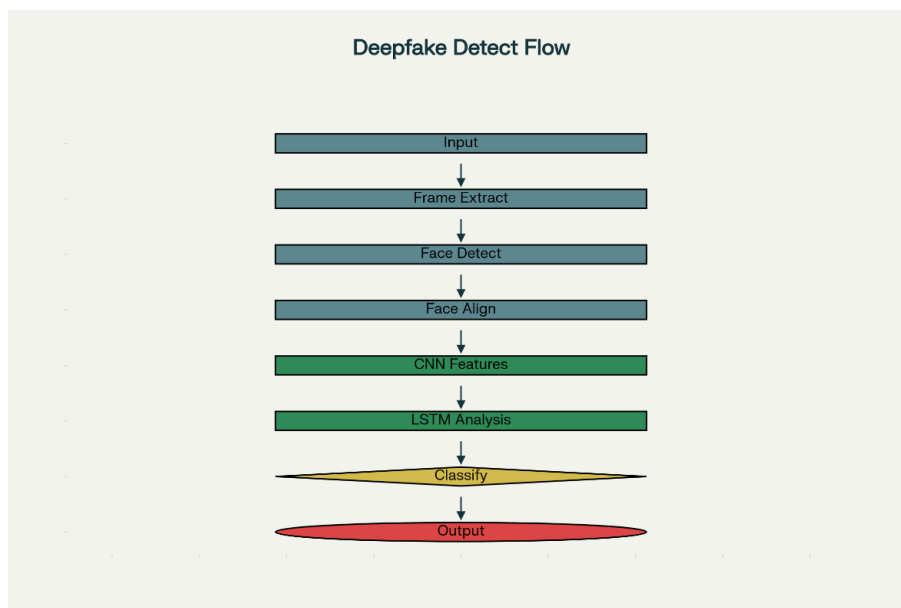 Deepfake Detect Flow
Input
Frame Extract
Face Detect
Face Align
CNN Features
LSTM Analysis
Classify
Output